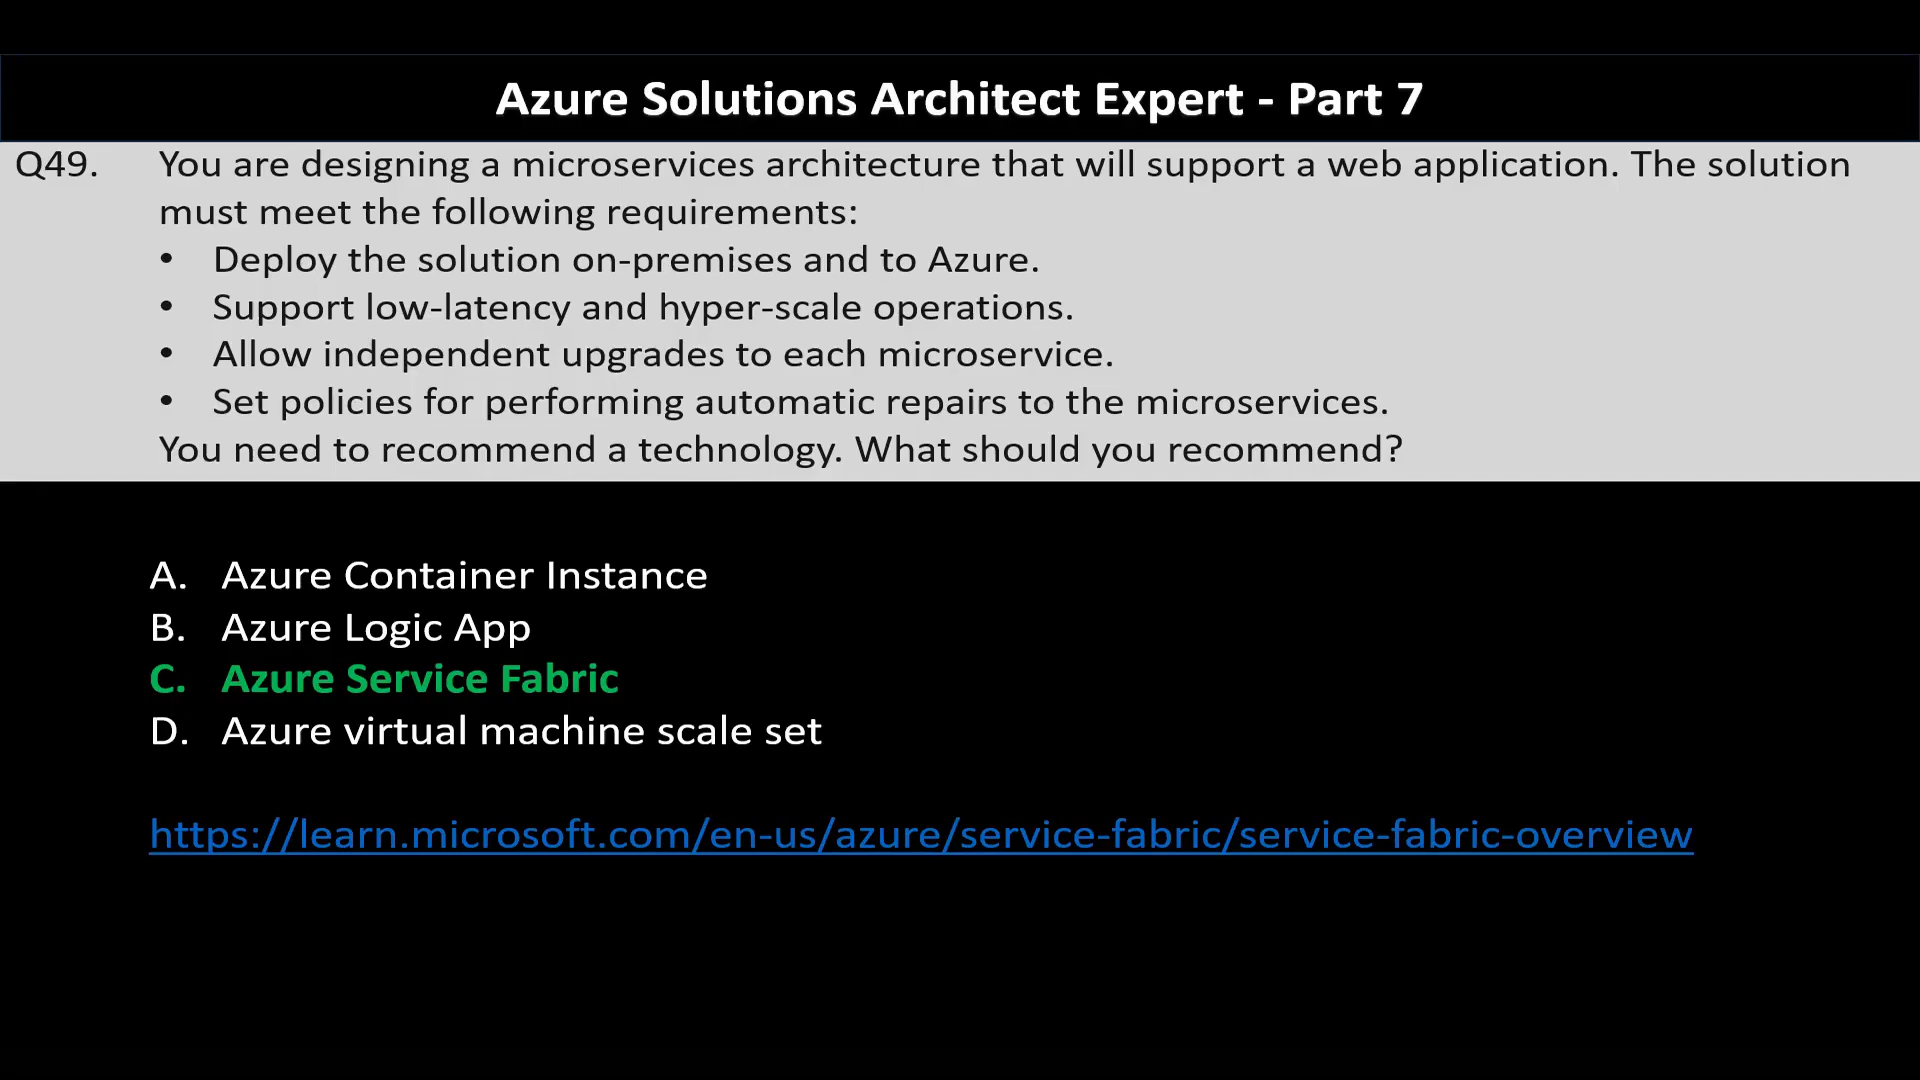 Azure Solutions Architect Expert - Part 7
Q49. You are designing a microservices architecture that will support a web application. The solution
must meet the following requirements:
• Deploy the solution on-premises and to Azure.
• Support low-latency and hyper-scale operations.
• Allow independent upgrades to each microservice.
• Set policies for performing automatic repairs to the microservices.
You need to recommend a technology. What should you recommend?
A. Azure Container Instance
B. Azure Logic App
C. Azure Service Fabric
D. Azure virtual machine scale set
https://learn.microsoft.com/en-us/azure/service-fabric/service-fabric-overview